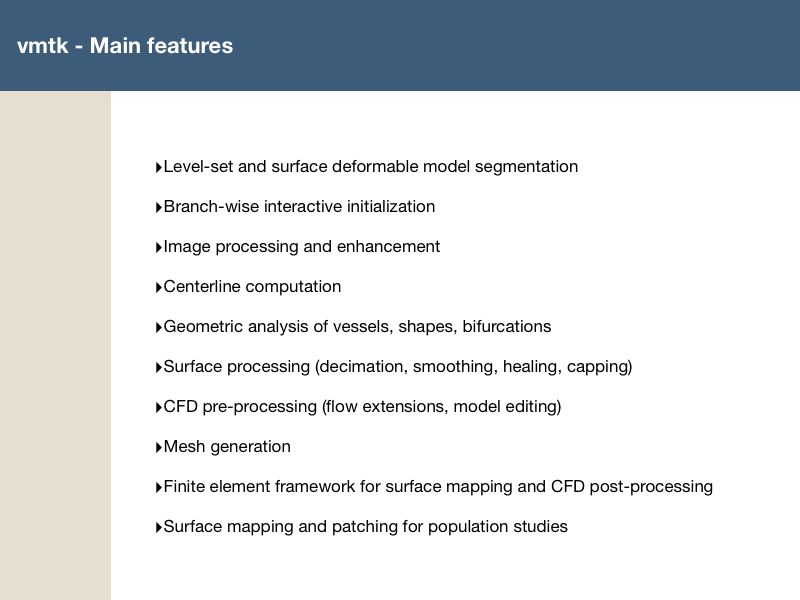 vmtk - Main features
‣Level-set and surface deformable model segmentation
‣Branch-wise interactive initialization
‣Image processing and enhancement
‣Centerline computation
‣Geometric analysis of vessels, shapes, bifurcations
‣Surface processing (decimation, smoothing, healing, capping)
‣CFD pre-processing (flow extensions, model editing)
‣Mesh generation
‣Finite element framework for surface mapping and CFD post-processing
‣Surface mapping and patching for population studies